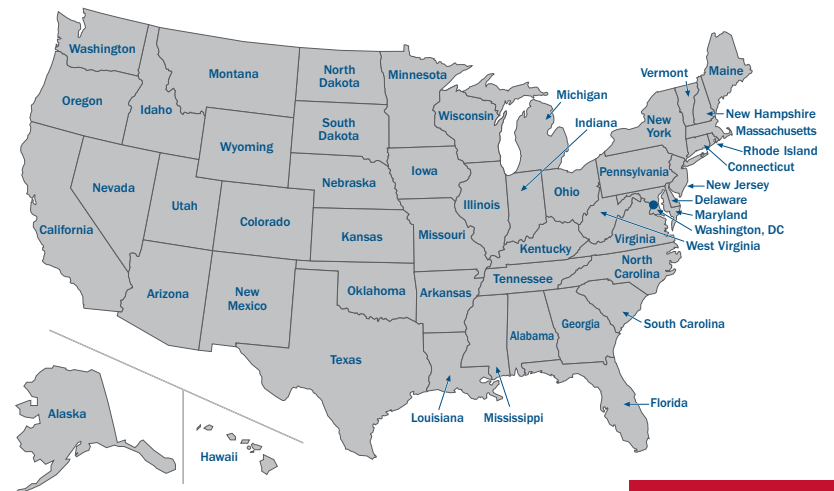 Washington
Montana
North
Dakota
Minnesota
Vermont
Maine
Oregon
Idaho
Wisconsin
Michigan
New Hampshire
South
Dakota
Indiana
New
York
Massachusetts
Wyoming
Rhode Island
Connecticut
Nevada
Utah
Nebraska
Iowa
Illinois
Ohio
Pennsylvania
New Jersey
Delaware
Maryland
California
Colorado
Kansas
Missouri
Kentucky
Virginia
Washington, DC
West Virginia
North
Carolina
Tennessee
Arizona
New
Mexico
Oklahoma
Arkansas
Alabama
Georgia
South Carolina
Texas
Louisiana
Mississippi
Florida
Alaska
Hawaii